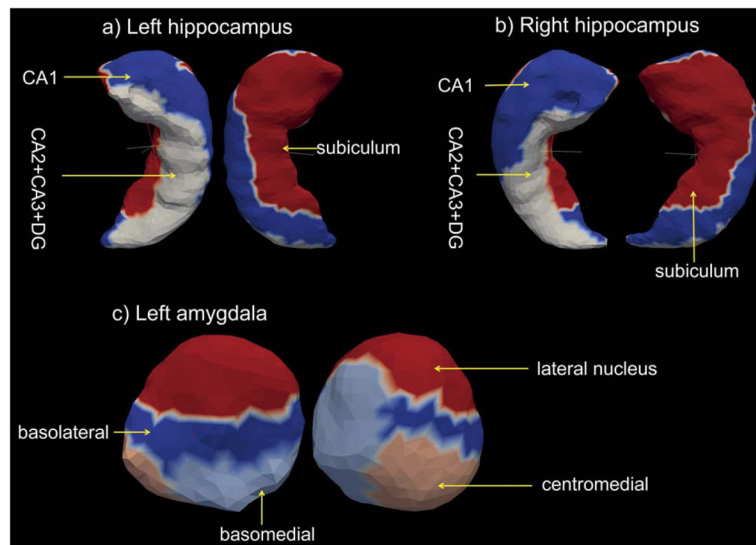 a) Left hippocampus
b) Right hippocampus
CA1
CA1
CA2+CA3+DG
subiculum
CA2+CA3+DG
subiculum
c) Left amygdala
lateral nucleus
basolateral
centromedial
basomedial